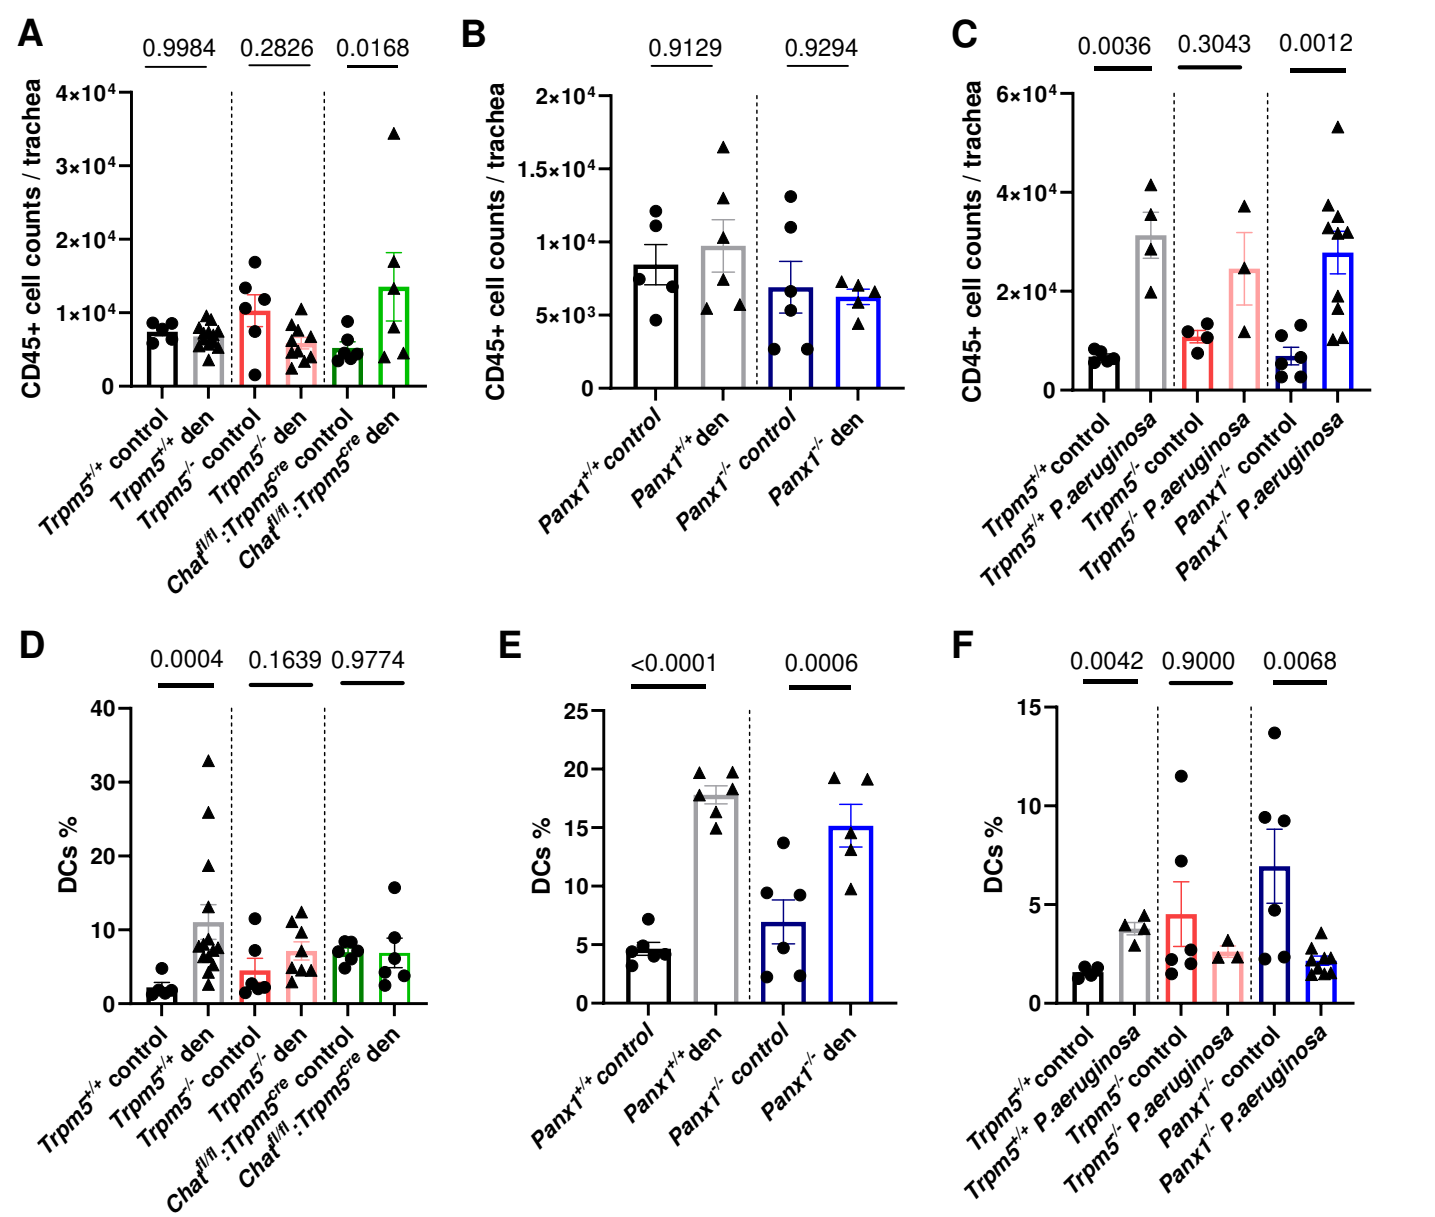 A
0.9984 0.2826 0.0168
CD45+ cell counts / trachea
4×10⁴
3×10⁴
2×10⁴
1×10⁴
0
Trpm5+/+ control
Trpm5+/+ den
Trpm5-/- control
Trpm5-/- den
Chatfl/fl:Trpm5cre control
Chatfl/fl:Trpm5cre den
B
0.9129 0.9294
CD45+ cell counts / trachea
2×10⁴
1.5×10⁴
1×10⁴
5×10³
0
Panx1+/+ control
Panx1+/+ den
Panx1-/- control
Panx1-/- den
C
0.0036 0.3043 0.0012
CD45+ cell counts / trachea
6×10⁴
4×10⁴
2×10⁴
0
Trpm5+/+ control
Trpm5+/+ P.aeruginosa
Trpm5-/- control
Trpm5-/- P.aeruginosa
Panx1-/- control
Panx1-/- P.aeruginosa
D
0.0004 0.1639 0.9774
DCs %
40
30
20
10
0
Trpm5+/+ control
Trpm5+/+ den
Trpm5-/- control
Trpm5-/- den
Chatfl/fl:Trpm5cre control
Chatfl/fl:Trpm5cre den
E
<0.0001 0.0006
DCs %
25
20
15
10
5
0
Panx1+/+ control
Panx1+/+ den
Panx1-/- control
Panx1-/- den
F
0.0042 0.9000 0.0068
DCs %
15
10
5
0
Trpm5+/+ control
Trpm5+/+ P.aeruginosa
Trpm5-/- control
Trpm5-/- P.aeruginosa
Panx1-/- control
Panx1-/- P.aeruginosa